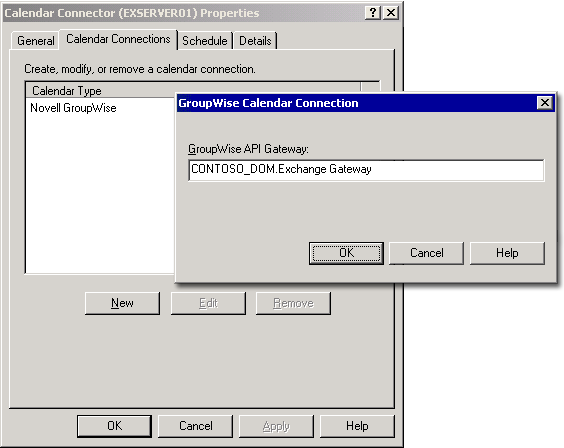 Calendar Connector (EXSERVER01) Properties
General Calendar Connections Schedule Details
Create, modify, or remove a calendar connection.
Calendar Type
Novell GroupWise
GroupWise Calendar Connection
GroupWise API Gateway:
CONTOSO_DOM.Exchange Gateway
OK Cancel Help
New Edit Remove
OK Cancel Apply Help